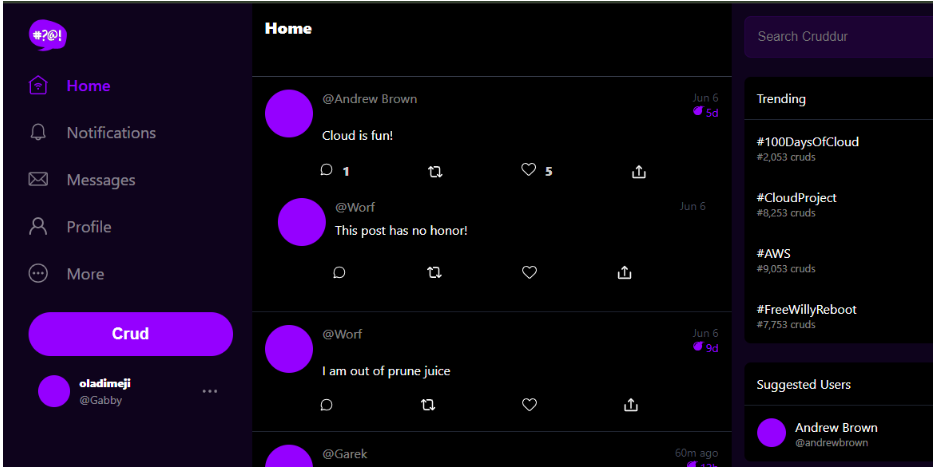 #?@!
Home
Notifications
Messages
Profile
More
Crud
oladimeji
@Gabby
Home
@Andrew Brown
Jun 6
5d
Cloud is fun!
1
5
@Worf
Jun 6
This post has no honor!
@Worf
Jun 6
9d
I am out of prune juice
@Garek
60m ago
Search Cruddur
Trending
#100DaysOfCloud
#2,053 cruds
#CloudProject
#8,253 cruds
#AWS
#9,053 cruds
#FreeWillyReboot
#7,753 cruds
Suggested Users
Andrew Brown
@andrewbrown